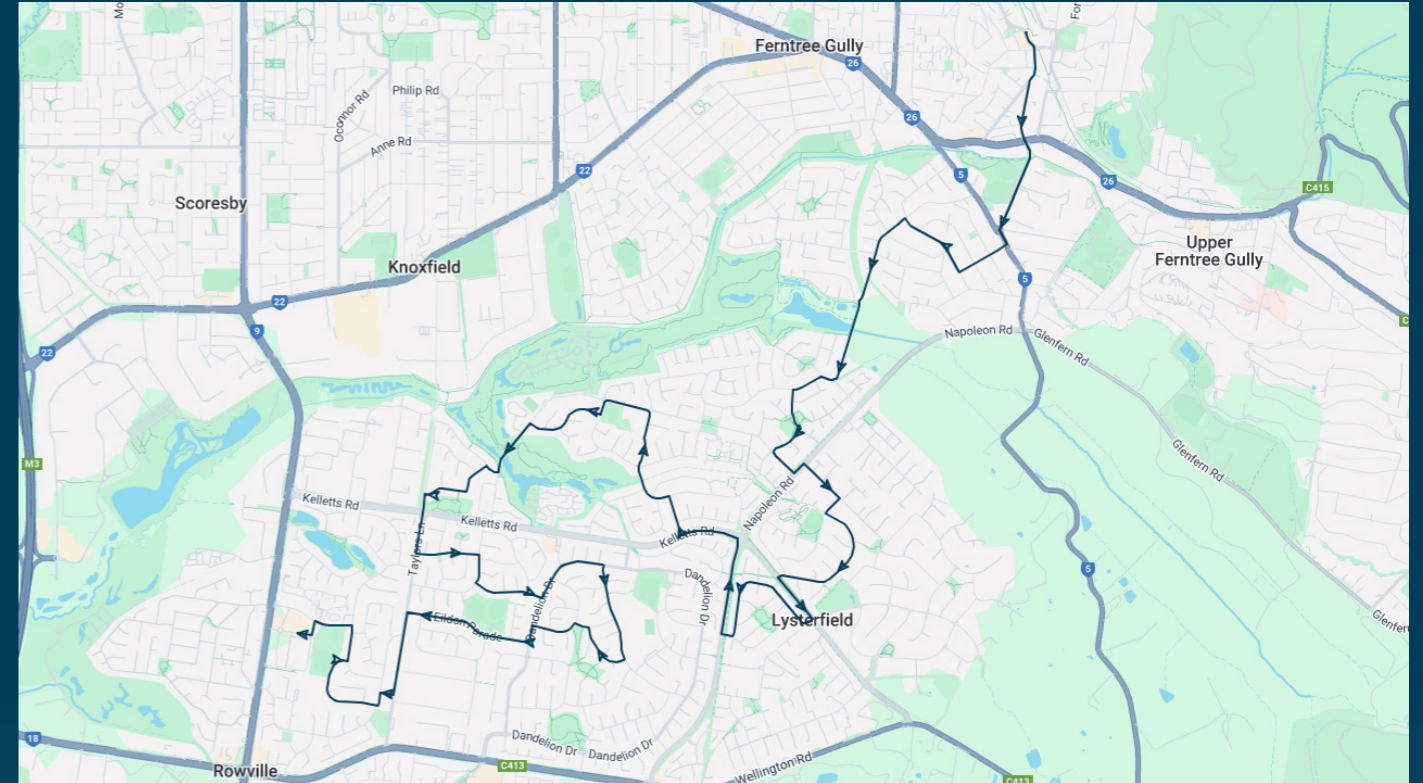 Mo
For
Ferntree Gully
26
Philip Rd
Oconnor Rd
26
Anne Rd
22
5
26
C415
Scoresby
Upper
Ferntree Gully
Knoxfield
5
22
9
22
Napoleon Rd
Glenfern Rd
C
M3
Glenfern Rd
Kelletts Rd
Napoleon Rd
Kelletts Rd
Kelletts Rd
Taylors Ln
5
Dandelion Dr
Dandelion Dr
Eildon Parade
Lysterfield
Glenfern
18
Dandelion Dr
Dandelion Dr
C413
Rowville
Wellington Rd
C413